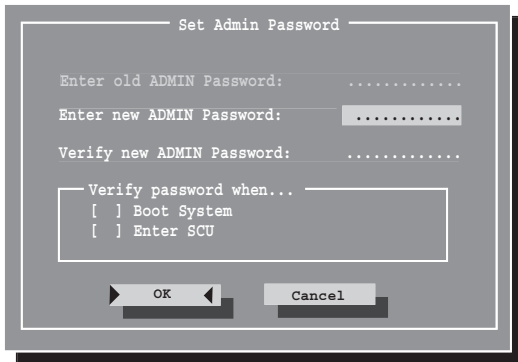 Set Admin Password
Enter old ADMIN Password: .............
Enter new ADMIN Password: ............
Verify new ADMIN Password: .............
Verify password when...
[ ] Boot System
[ ] Enter SCU
OK Cancel